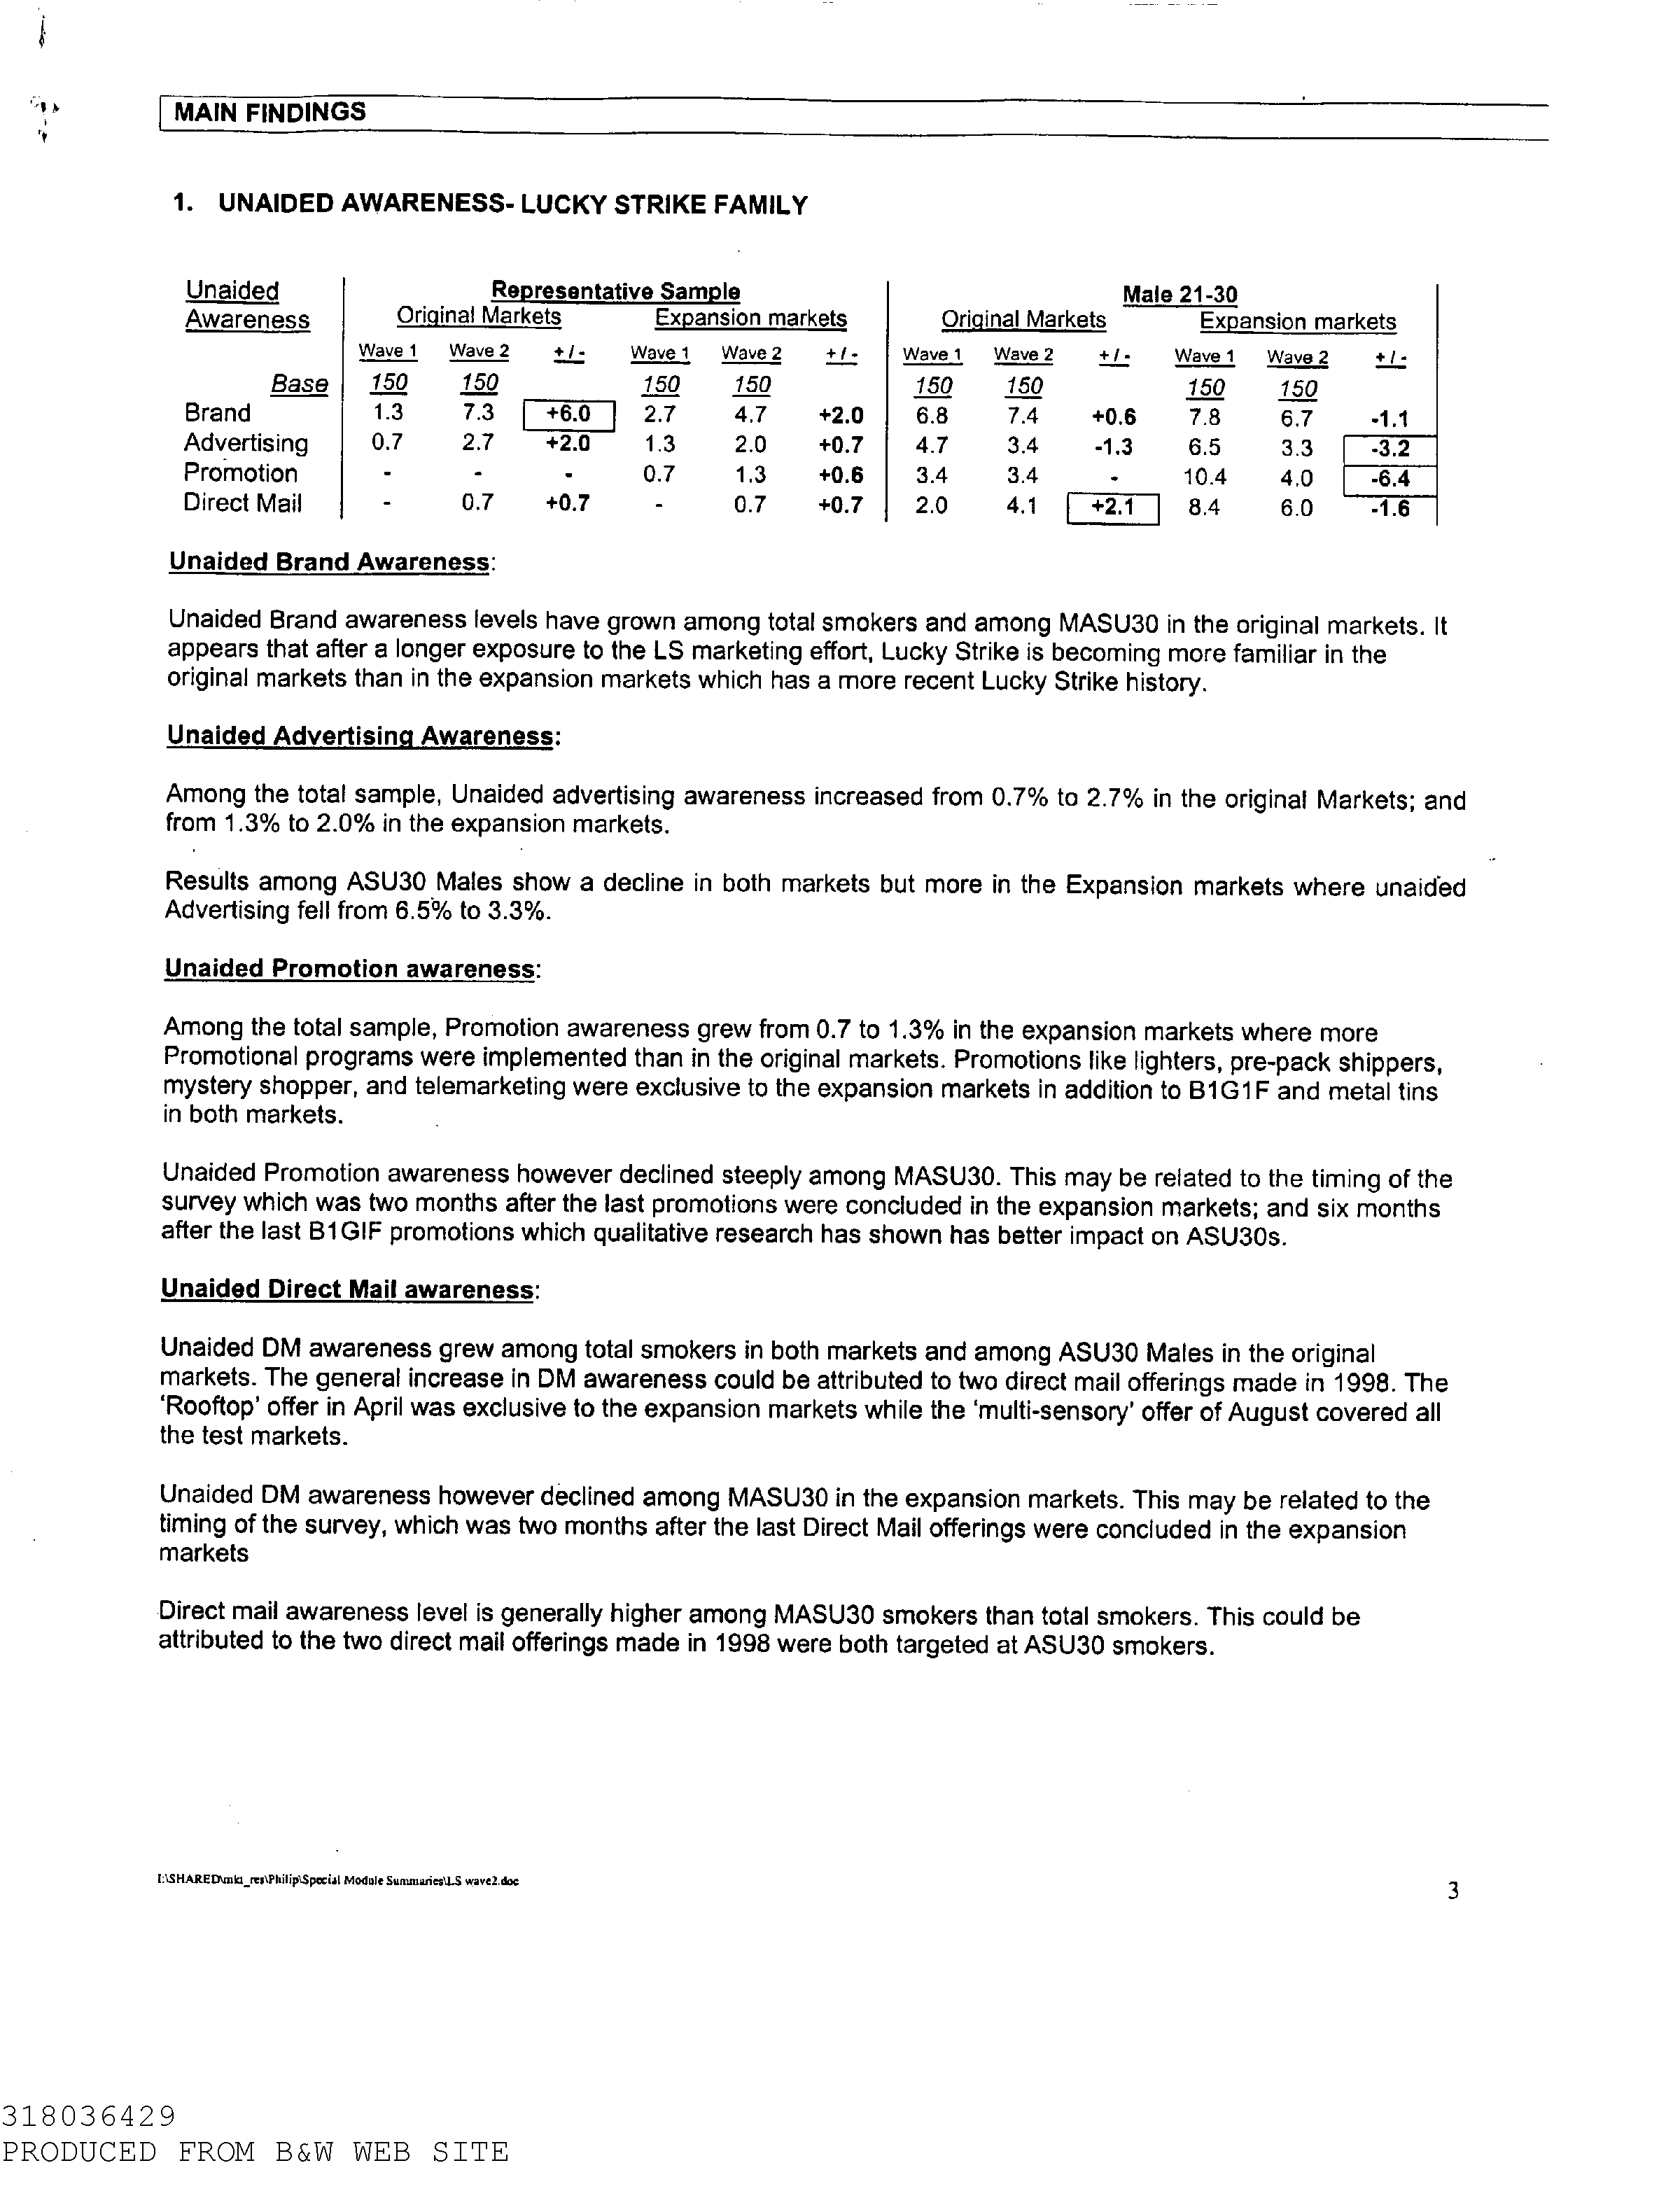 MAIN FINDINGS
1. UNAIDED AWARENESS- LUCKY STRIKE FAMILY
Unaided Representative Sample Male 21-30
Awareness Original Markets Expansion markets Original Markets Expansion markets
Wave 1 Wave 2 +/- Wave 1 Wave 2 +/- Wave 1 Wave 2 +/- Wave 1 Wave 2 +/-
Base 150 150 150 150 150 150 150 150
Brand 1.3 7.3 +6.0 2.7 4.7 +2.0 6.8 7.4 +0.6 7.8 6.7 -1.1
Advertising 0.7 2.7 +2.0 1.3 2.0 +0.7 4.7 3.4 -1.3 6.5 3.3 -3.2
Promotion - - - 0.7 1.3 +0.6 3.4 3.4 - 10.4 4.0 -6.4
Direct Mail - 0.7 +0.7 - 0.7 +0.7 2.0 4.1 +2.1 8.4 6.0 -1.6
Unaided Brand Awareness:
Unaided Brand awareness levels have grown among total smokers and among MASU30 in the original markets. It
appears that after a longer exposure to the LS marketing effort, Lucky Strike is becoming more familiar in the
original markets than in the expansion markets which has a more recent Lucky Strike history.
Unaided Advertising Awareness:
Among the total sample, Unaided advertising awareness increased from 0.7% to 2.7% in the original Markets; and
from 1.3% to 2.0% in the expansion markets.
Results among ASU30 Males show a decline in both markets but more in the Expansion markets where unaided
Advertising fell from 6.5% to 3.3%.
Unaided Promotion awareness:
Among the total sample, Promotion awareness grew from 0.7 to 1.3% in the expansion markets where more
Promotional programs were implemented than in the original markets. Promotions like lighters, pre-pack shippers,
mystery shopper, and telemarketing were exclusive to the expansion markets in addition to B1G1F and metal tins
in both markets.
Unaided Promotion awareness however declined steeply among MASU30. This may be related to the timing of the
survey which was two months after the last promotions were concluded in the expansion markets; and six months
after the last B1GIF promotions which qualitative research has shown has better impact on ASU30s.
Unaided Direct Mail awareness:
Unaided DM awareness grew among total smokers in both markets and among ASU30 Males in the original
markets. The general increase in DM awareness could be attributed to two direct mail offerings made in 1998. The
'Rooftop' offer in April was exclusive to the expansion markets while the 'multi-sensory' offer of August covered all
the test markets.
Unaided DM awareness however declined among MASU30 in the expansion markets. This may be related to the
timing of the survey, which was two months after the last Direct Mail offerings were concluded in the expansion
markets
Direct mail awareness level is generally higher among MASU30 smokers than total smokers. This could be
attributed to the two direct mail offerings made in 1998 were both targeted at ASU30 smokers.
I:\SHARED\mkt_res\Philip\Special Module Summaries\LS wave2.doc
3
318036429
PRODUCED FROM B&W WEB SITE